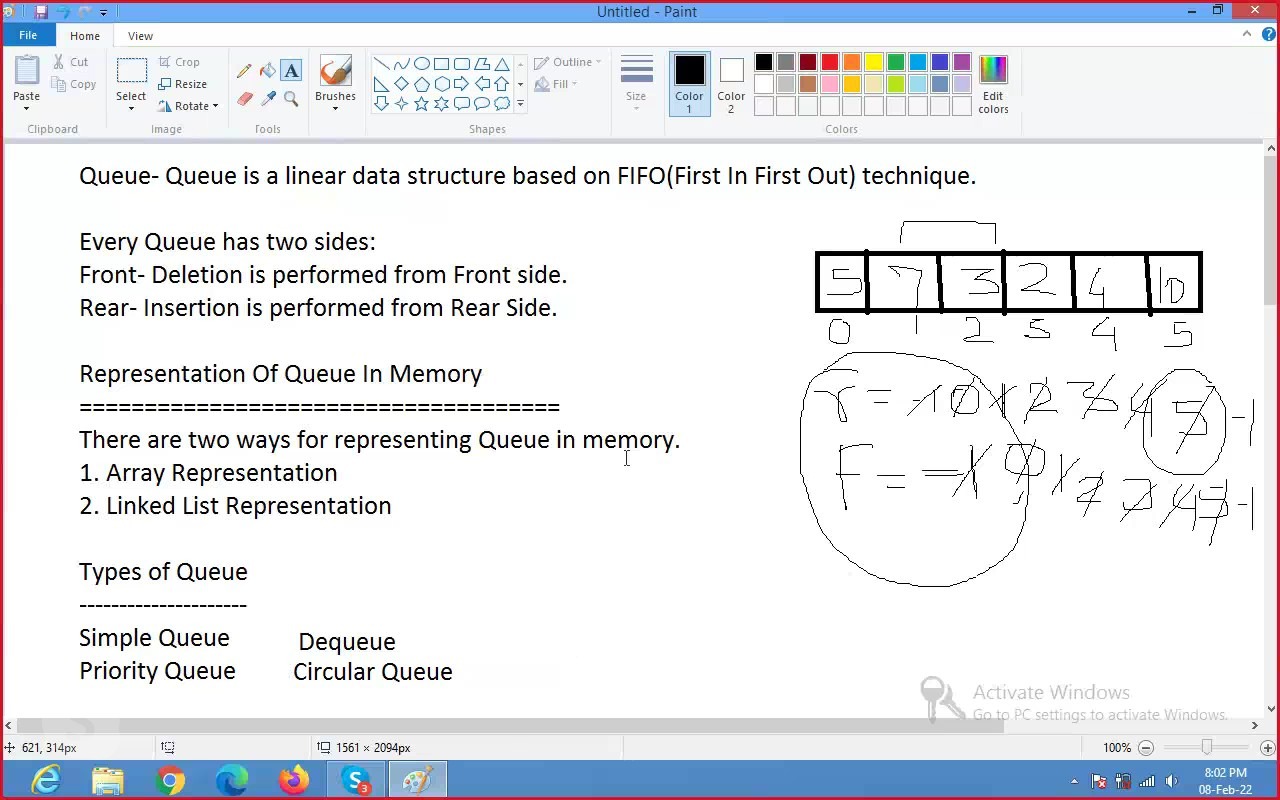 Untitled - Paint
File
Home
View
Paste
Cut
Copy
Clipboard
Select
Crop
Resize
Rotate
Image
Tools
Brushes
Shapes
Outline
Fill
Size
Color 1
Color 2
Edit colors
Colors
Queue- Queue is a linear data structure based on FIFO(First In First Out) technique.
Every Queue has two sides:
Front- Deletion is performed from Front side.
Rear- Insertion is performed from Rear Side.
Representation Of Queue In Memory
=====================================
There are two ways for representing Queue in memory.
1. Array Representation
2. Linked List Representation
Types of Queue
---------------------
Simple Queue Dequeue
Priority Queue Circular Queue
5 7 3 2 4 10
0 1 2 3 4 5
r = -1 0 1 2 3 4 5 -1
F = -1 0 1 2 3 4 5 -1
Activate Windows
Go to PC settings to activate Windows.
621, 314px
1561 × 2094px
100%
3
8:02 PM
08-Feb-22